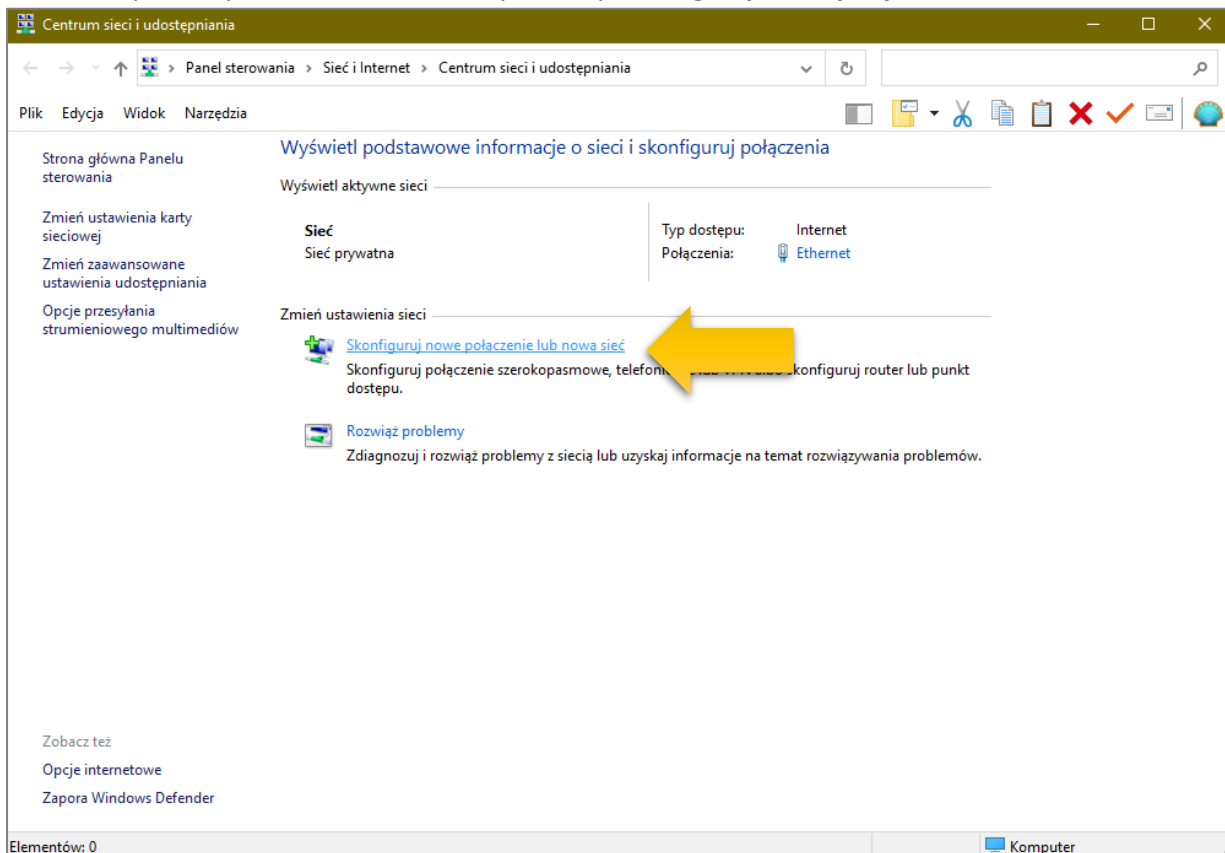 Centrum sieci i udostępniania
Panel sterowania > Sieć i Internet > Centrum sieci i udostępniania
Plik Edycja Widok Narzędzia
Strona główna Panelu
sterowania
Zmień ustawienia karty
sieciowej
Zmień zaawansowane
ustawienia udostępniania
Opcje przesyłania
strumieniowego multimediów
Wyświetl podstawowe informacje o sieci i skonfiguruj połączenia
Wyświetl aktywne sieci
Sieć
Sieć prywatna
Typ dostępu: Internet
Połączenia: Ethernet
Zmień ustawienia sieci
Skonfiguruj nowe połączenie lub nowa sieć
Skonfiguruj połączenie szerokopasmowe, skonfiguruj router lub punkt
dostępu.
Rozwiąż problemy
Zdiagnozuj i rozwiąż problemy z siecią lub uzyskaj informacje na temat rozwiązywania problemów.
Zobacz też
Opcje internetowe
Zapora Windows Defender
Elementów: 0
Komputer